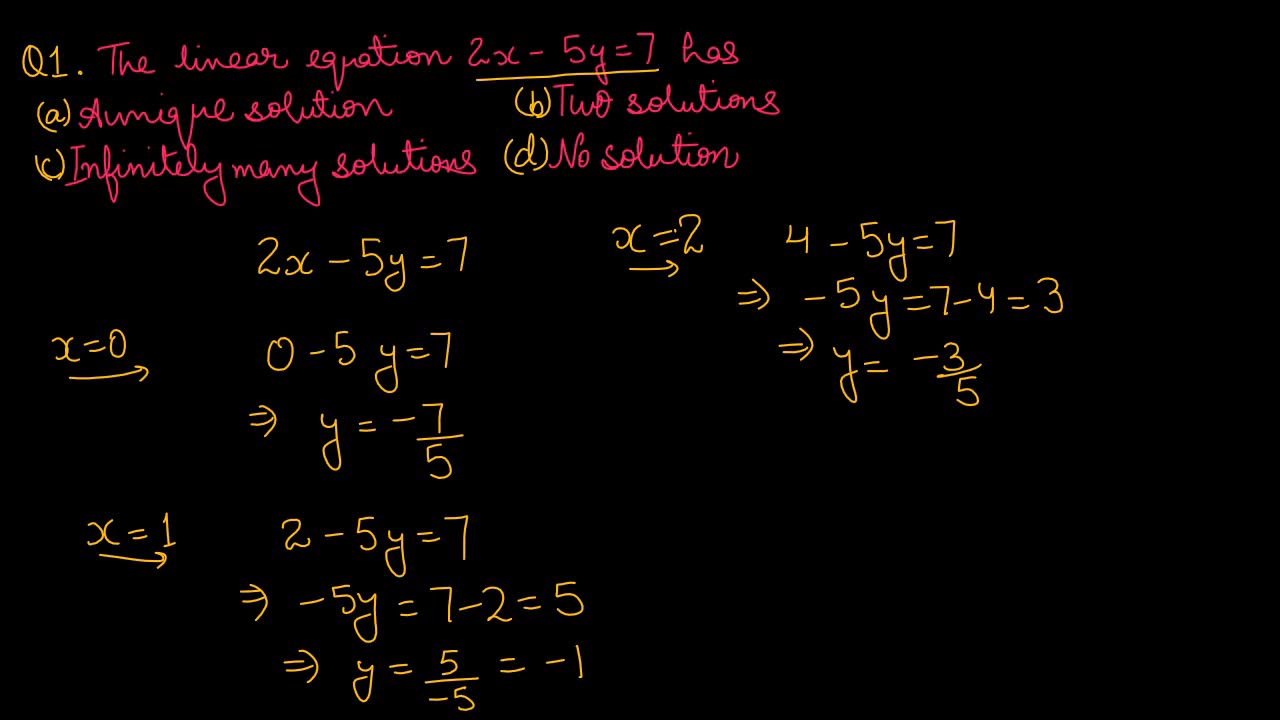 Q1. The linear equation 2x - 5y = 7 has
(a) A unique solution (b) Two solutions
(c) Infinitely many solutions (d) No solution
2x - 5y = 7
x = 0 0 - 5y = 7
⇒ y = -7/5
x = 1 2 - 5y = 7
⇒ -5y = 7 - 2 = 5
⇒ y = 5/-5 = -1
x = 2 4 - 5y = 7
⇒ -5y = 7 - 4 = 3
⇒ y = -3/5